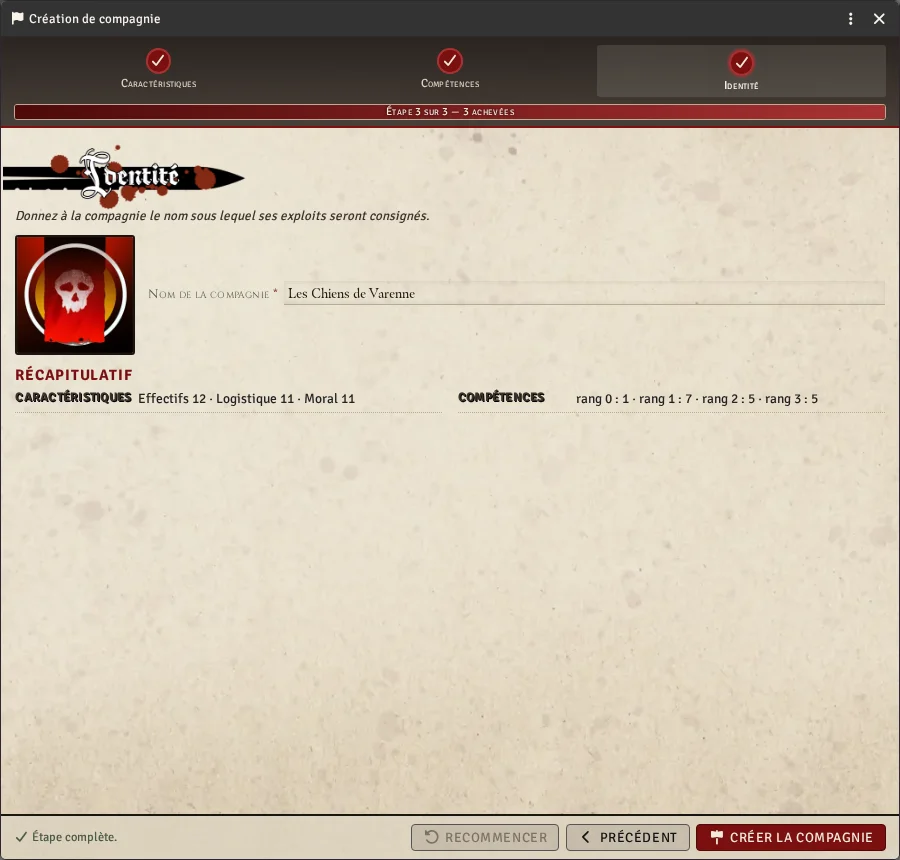 Création de compagnie
Caractéristiques
Compétences
Identité
Étape 3 sur 3 — 3 achevées
Identité
Donnez à la compagnie le nom sous lequel ses exploits seront consignés.
Nom de la compagnie * Les Chiens de Varenne
RÉCAPITULATIF
CARACTÉRISTIQUES Effectifs 12 · Logistique 11 · Moral 11
COMPÉTENCES rang 0 : 1 · rang 1 : 7 · rang 2 : 5 · rang 3 : 5
Étape complète.
RECOMMENCER
PRÉCÉDENT
CRÉER LA COMPAGNIE